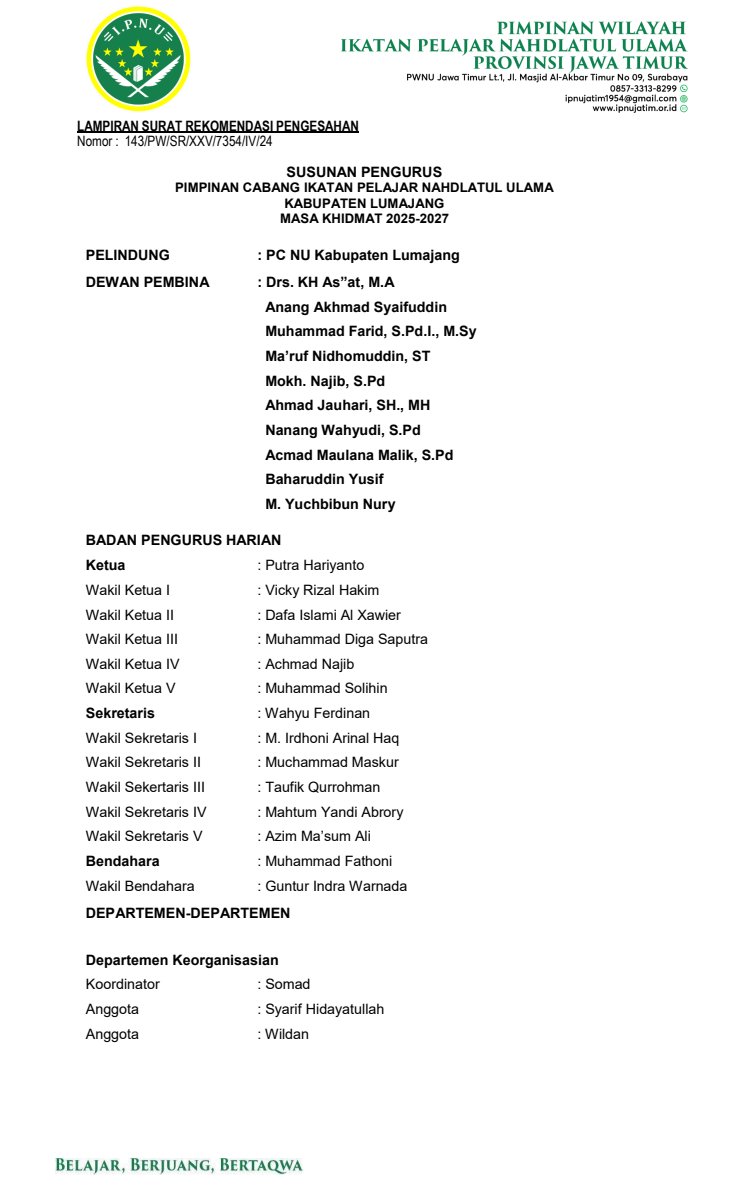 I.P.N.U
PIMPINAN WILAYAH
IKATAN PELAJAR NAHDLATUL ULAMA
PROVINSI JAWA TIMUR
PWNU Jawa Timur Lt.1, Jl. Masjid Al-Akbar Timur No 09, Surabaya
0857-3313-8299
ipnujatim1954@gmail.com
www.ipnujatim.or.id
LAMPIRAN SURAT REKOMENDASI PENGESAHAN
Nomor : 143/PW/SR/XXV/7354/IV/24
SUSUNAN PENGURUS
PIMPINAN CABANG IKATAN PELAJAR NAHDLATUL ULAMA
KABUPATEN LUMAJANG
MASA KHIDMAT 2025-2027
PELINDUNG : PC NU Kabupaten Lumajang
DEWAN PEMBINA : Drs. KH As”at, M.A
Anang Akhmad Syaifuddin
Muhammad Farid, S.Pd.I., M.Sy
Ma’ruf Nidhomuddin, ST
Mokh. Najib, S.Pd
Ahmad Jauhari, SH., MH
Nanang Wahyudi, S.Pd
Acmad Maulana Malik, S.Pd
Baharuddin Yusif
M. Yuchbibun Nury
BADAN PENGURUS HARIAN
Ketua : Putra Hariyanto
Wakil Ketua I : Vicky Rizal Hakim
Wakil Ketua II : Dafa Islami Al Xawier
Wakil Ketua III : Muhammad Diga Saputra
Wakil Ketua IV : Achmad Najib
Wakil Ketua V : Muhammad Solihin
Sekretaris : Wahyu Ferdinan
Wakil Sekretaris I : M. Irdhoni Arinal Haq
Wakil Sekretaris II : Muchammad Maskur
Wakil Sekertaris III : Taufik Qurrohman
Wakil Sekretaris IV : Mahtum Yandi Abrory
Wakil Sekretaris V : Azim Ma’sum Ali
Bendahara : Muhammad Fathoni
Wakil Bendahara : Guntur Indra Warnada
DEPARTEMEN-DEPARTEMEN
Departemen Keorganisasian
Koordinator : Somad
Anggota : Syarif Hidayatullah
Anggota : Wildan
BELAJAR, BERJUANG, BERTAQWA